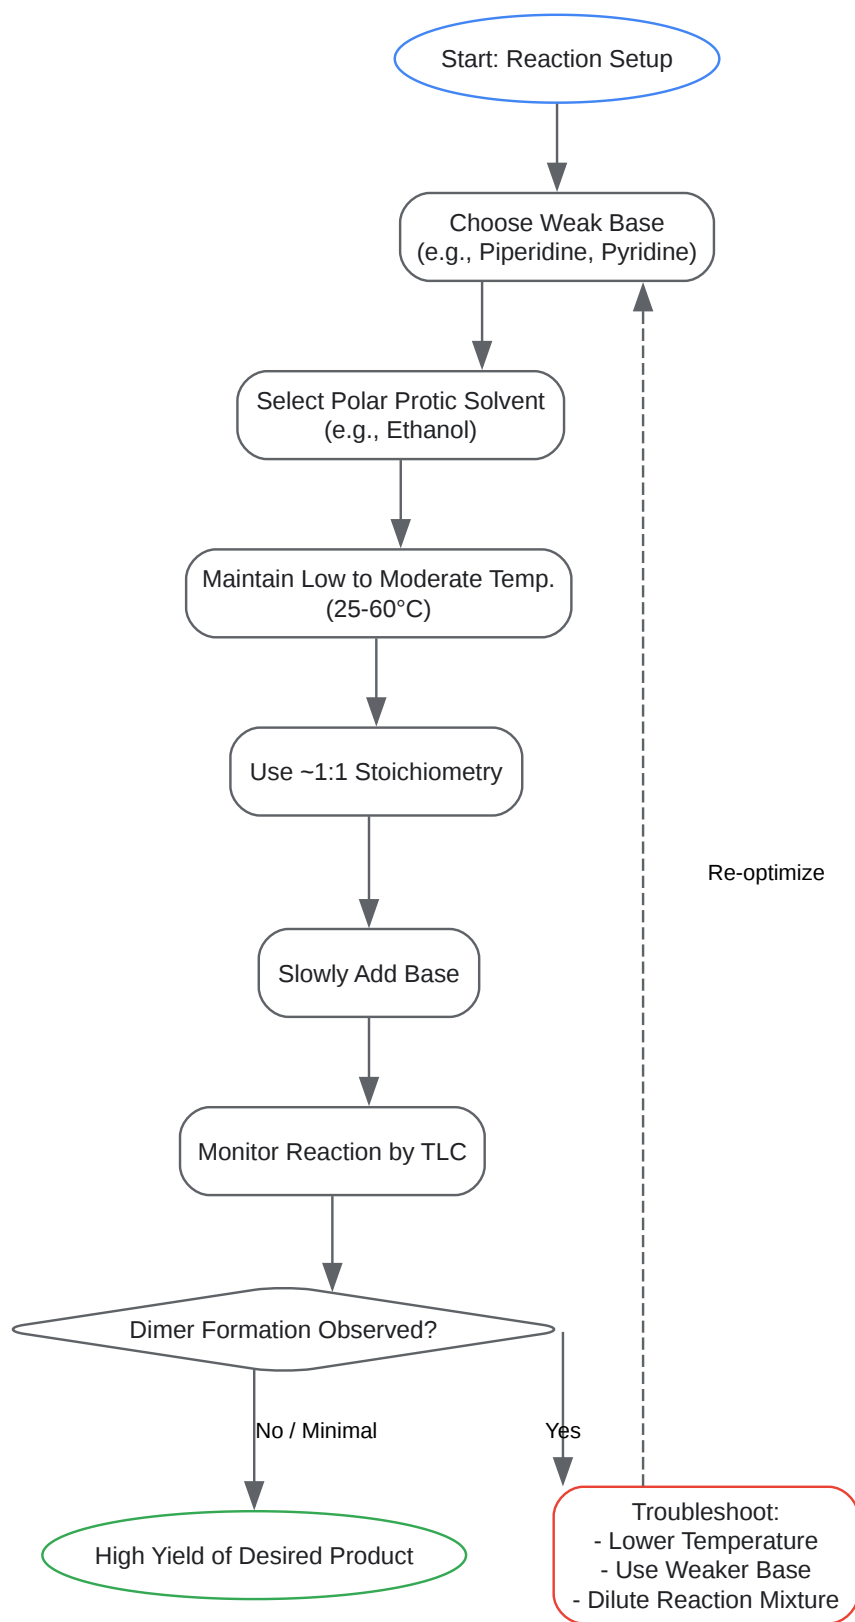 Start: Reaction Setup
Choose Weak Base
(e.g., Piperidine, Pyridine)
Select Polar Protic Solvent
(e.g., Ethanol)
Maintain Low to Moderate Temp.
(25-60°C)
Use ~1:1 Stoichiometry
Re-optimize
Slowly Add Base
Monitor Reaction by TLC
Dimer Formation Observed?
No / Minimal
Yes
High Yield of Desired Product
Troubleshoot:
- Lower Temperature
- Use Weaker Base
- Dilute Reaction Mixture